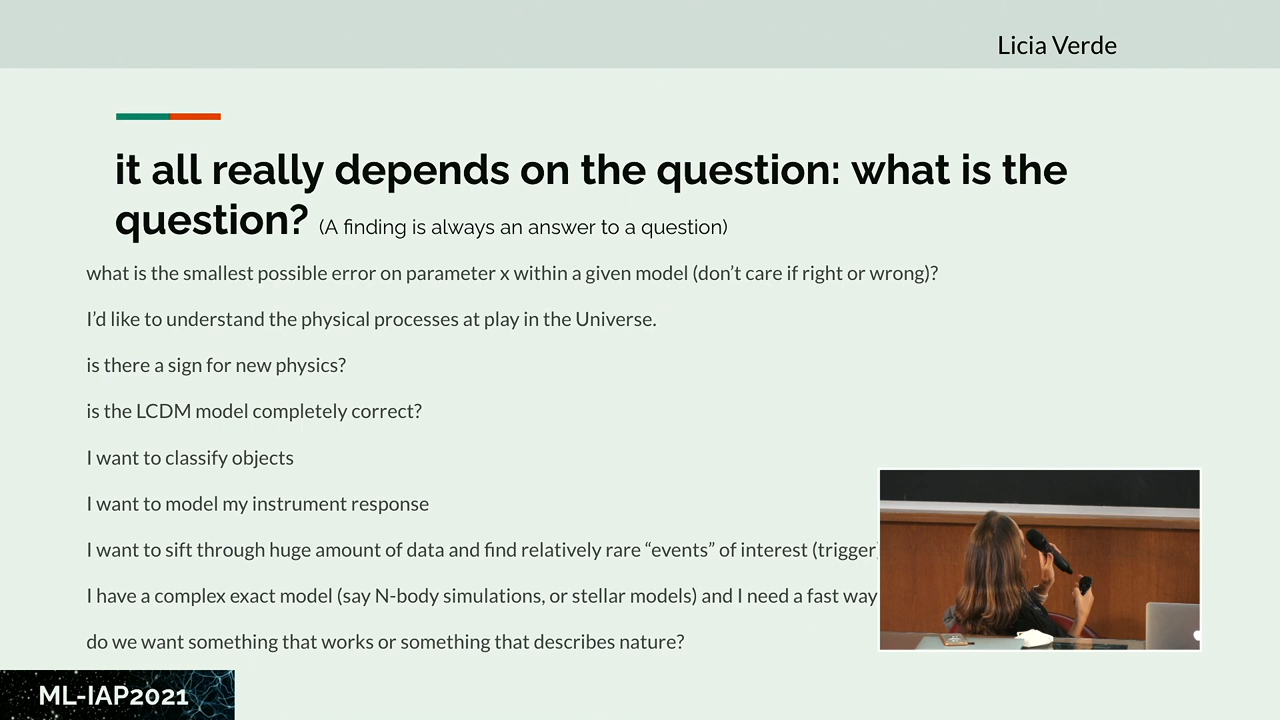 Licia Verde
it all really depends on the question: what is the
question? (A finding is always an answer to a question)
what is the smallest possible error on parameter x within a given model (don’t care if right or wrong)?
I’d like to understand the physical processes at play in the Universe.
is there a sign for new physics?
is the LCDM model completely correct?
I want to classify objects
I want to model my instrument response
I want to sift through huge amount of data and find relatively rare “events” of interest (trigger)
I have a complex exact model (say N-body simulations, or stellar models) and I need a fast way
do we want something that works or something that describes nature?
ML-IAP2021